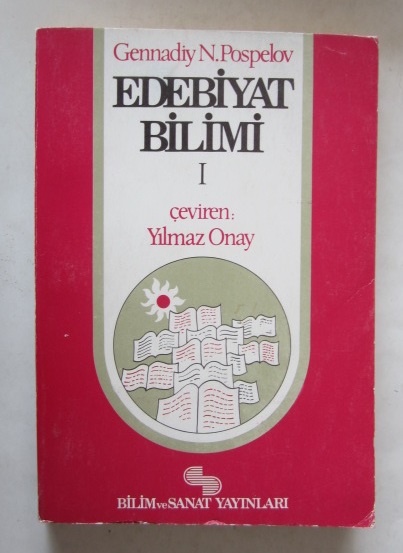 Gennadiy N. Pospelov
EDEBİYAT
BİLİMİ
I
çeviren:
Yılmaz Onay
BİLİM ve SANAT YAYINLARI